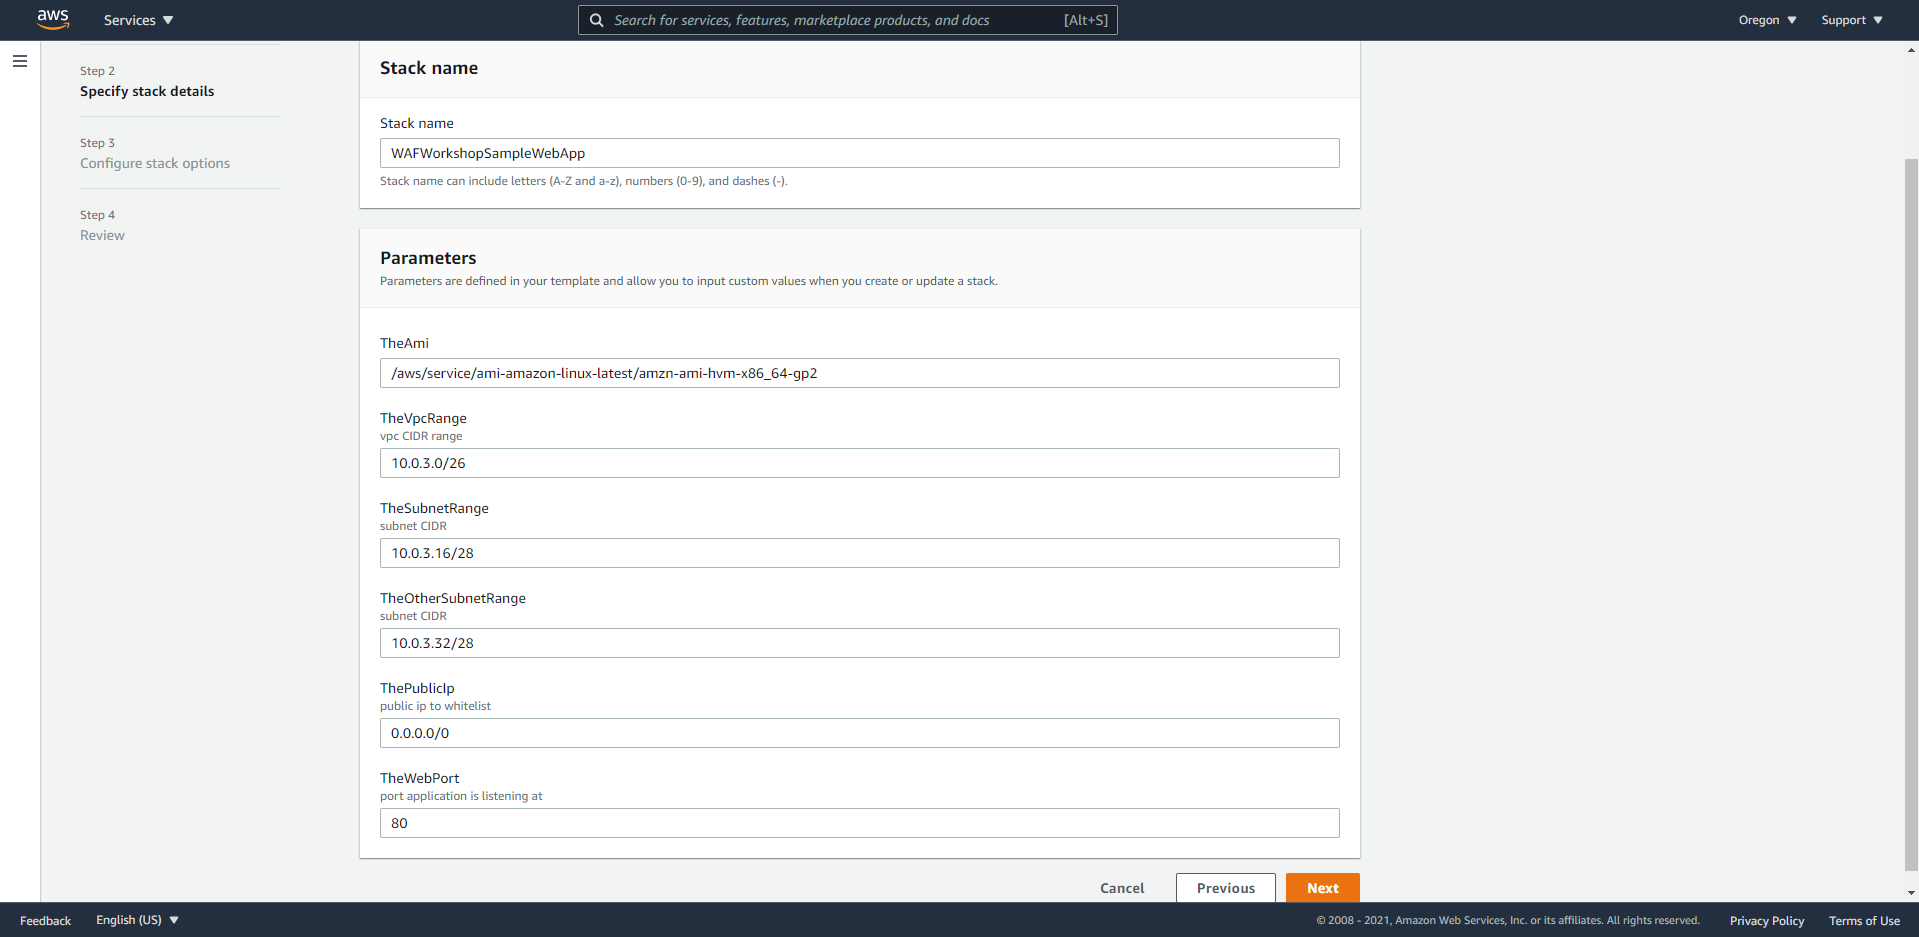 aws Services Search for services, features, marketplace products, and docs [Alt+S] Oregon Support
Step 2
Specify stack details
Step 3
Configure stack options
Step 4
Review
Stack name
Stack name
WAFWorkshopSampleWebApp
Stack name can include letters (A-Z and a-z), numbers (0-9), and dashes (-).
Parameters
Parameters are defined in your template and allow you to input custom values when you create or update a stack.
TheAmi
/aws/service/ami-amazon-linux-latest/amzn-ami-hvm-x86_64-gp2
TheVpcRange
vpc CIDR range
10.0.3.0/26
TheSubnetRange
subnet CIDR
10.0.3.16/28
TheOtherSubnetRange
subnet CIDR
10.0.3.32/28
ThePublicIp
public ip to whitelist
0.0.0.0/0
TheWebPort
port application is listening at
80
Cancel Previous Next
Feedback English (US) © 2008 - 2021, Amazon Web Services, Inc. or its affiliates. All rights reserved. Privacy Policy Terms of Use